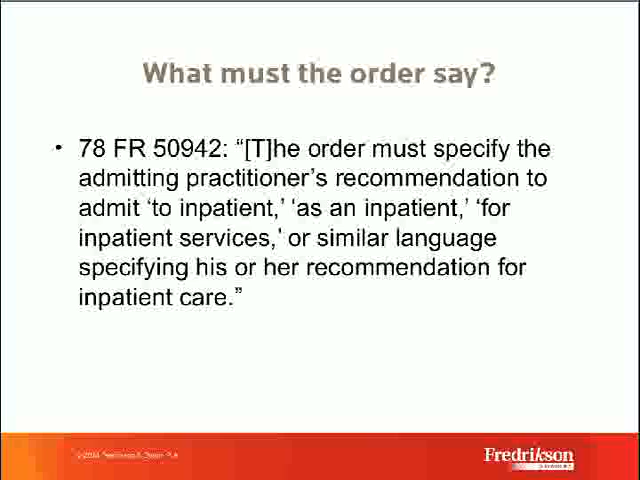 What must the order say?
• 78 FR 50942: “[T]he order must specify the
admitting practitioner’s recommendation to
admit ‘to inpatient,’ ‘as an inpatient,’ ‘for
inpatient services,’ or similar language
specifying his or her recommendation for
inpatient care.”
Fredrikson